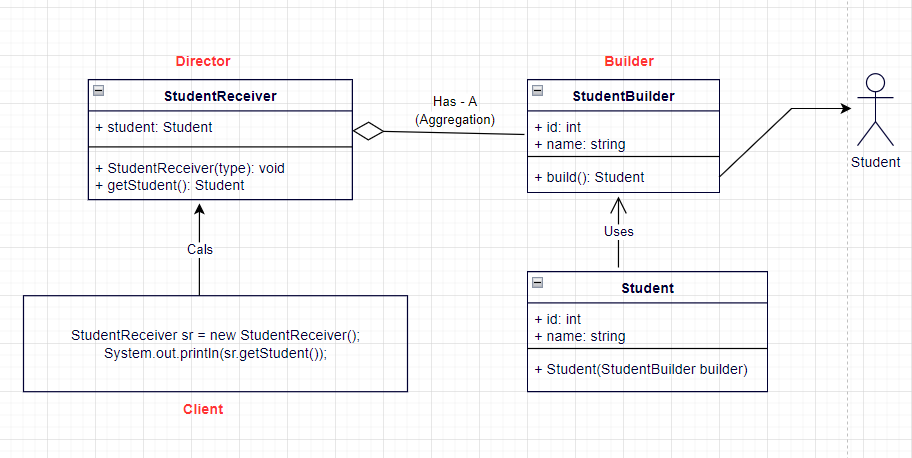 Director
StudentReceiver
+ student: Student
+ StudentReceiver(type): void
+ getStudent(): Student
Has - A
(Aggregation)
Builder
StudentBuilder
+ id: int
+ name: string
+ build(): Student
Student
Cals
StudentReceiver sr = new StudentReceiver();
System.out.println(sr.getStudent());
Client
Uses
Student
+ id: int
+ name: string
+ Student(StudentBuilder builder)